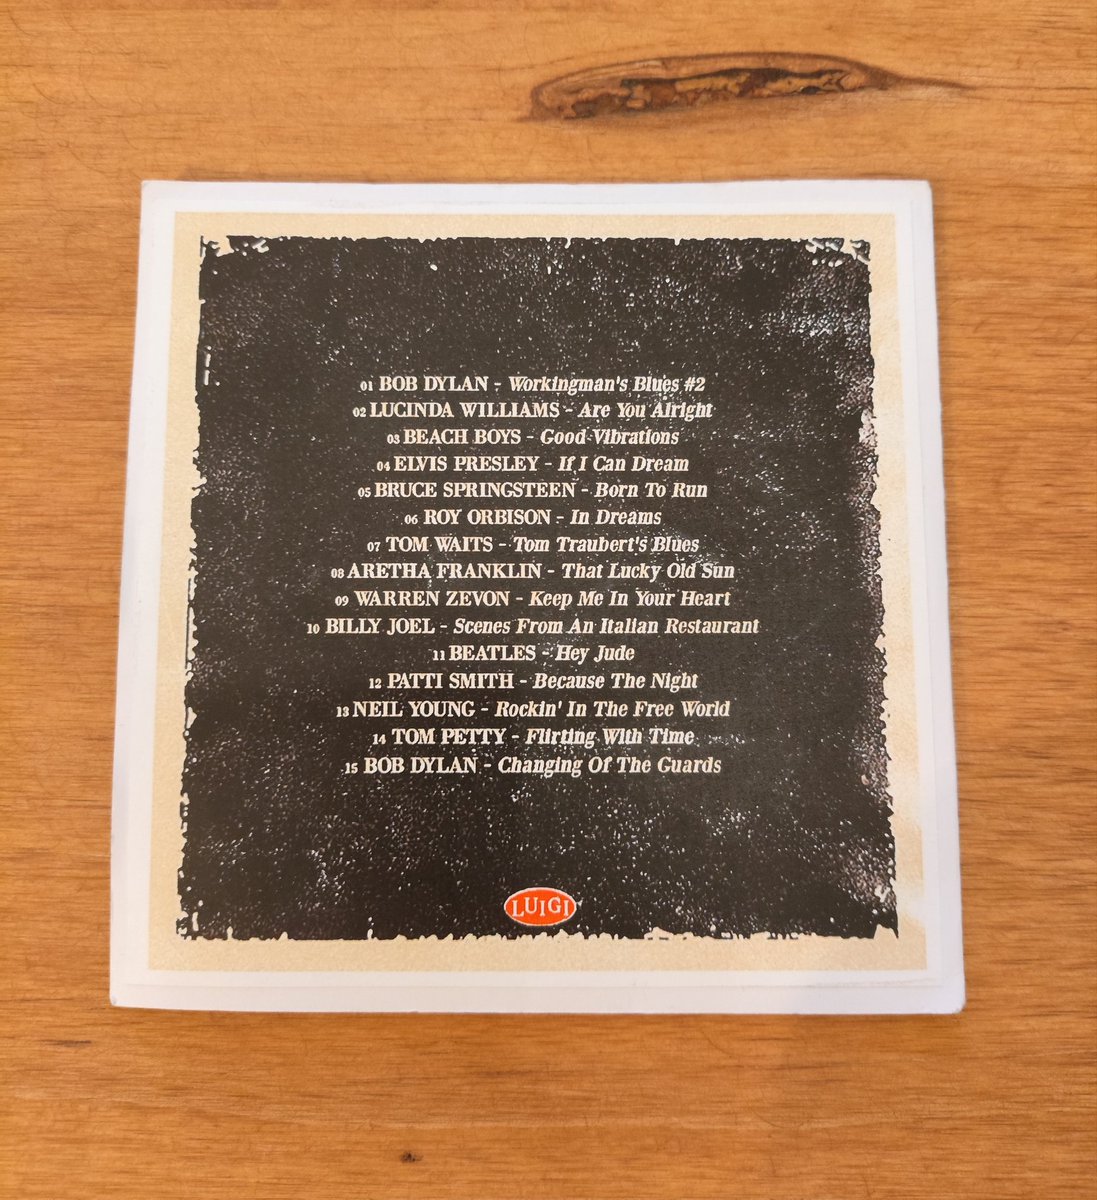 01 BOB DYLAN - Workingman's Blues #2
02 LUCINDA WILLIAMS - Are You Alright
03 BEACH BOYS - Good Vibrations
04 ELVIS PRESLEY - If I Can Dream
05 BRUCE SPRINGSTEEN - Born To Run
06 ROY ORBISON - In Dreams
07 TOM WAITS - Tom Traubert's Blues
08 ARETHA FRANKLIN - That Lucky Old Sun
09 WARREN ZEVON - Keep Me In Your Heart
10 BILLY JOEL - Scenes From An Italian Restaurant
11 BEATLES - Hey Jude
12 PATTI SMITH - Because The Night
13 NEIL YOUNG - Rockin' In The Free World
14 TOM PETTY - Flirting With Time
15 BOB DYLAN - Changing Of The Guards
LUIGI